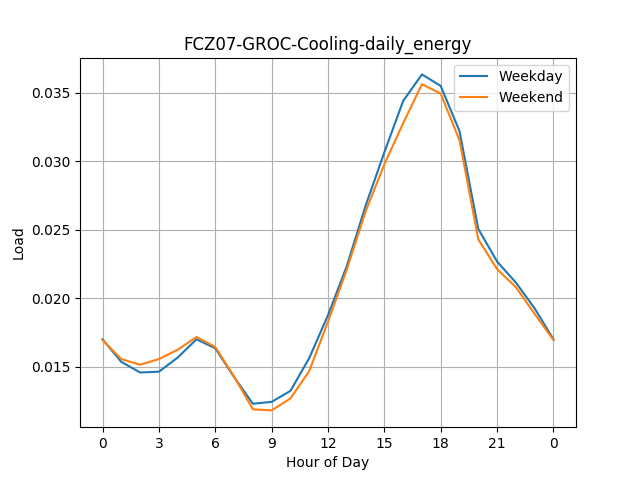 FCZ07-GROC-Cooling-daily_energy
Weekday
Weekend
0.035
0.030
0.025
0.020
0.015
Load
0 3 6 9 12 15 18 21 0
Hour of Day